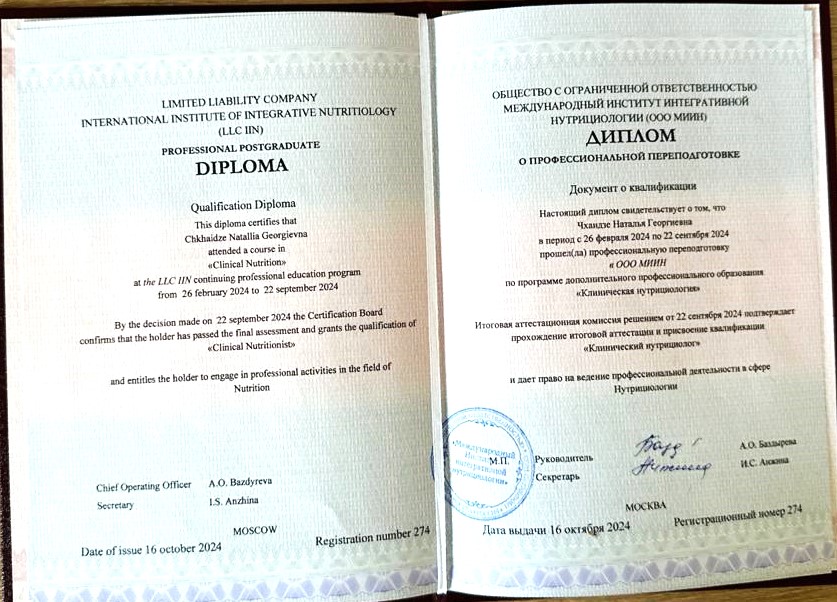 LIMITED LIABILITY COMPANY
INTERNATIONAL INSTITUTE OF INTEGRATIVE NUTRITIOLOGY
(LLC IIN)
PROFESSIONAL POSTGRADUATE
DIPLOMA
Qualification Diploma
This diploma certifies that
Chkhaidze Natallia Georgievna
attended a course in
«Clinical Nutrition»
at the LLC IIN continuing professional education program
from 26 february 2024 to 22 september 2024
By the decision made on 22 september 2024 the Certification Board
confirms that the holder has passed the final assessment and grants the qualification of
«Clinical Nutritionist»
and entitles the holder to engage in professional activities in the field of
Nutrition
Chief Operating Officer A.O. Bazdyreva
Secretary I.S. Anzhina
MOSCOW
Date of issue 16 october 2024 Registration number 274
ОБЩЕСТВО С ОГРАНИЧЕННОЙ ОТВЕТСТВЕННОСТЬЮ
МЕЖДУНАРОДНЫЙ ИНСТИТУТ ИНТЕГРАТИВНОЙ
НУТРИЦИОЛОГИИ (ООО МИИН)
ДИПЛОМ
О ПРОФЕССИОНАЛЬНОЙ ПЕРЕПОДГОТОВКЕ
Документ о квалификации
Настоящий диплом свидетельствует о том, что
Чхаидзе Наталья Георгиевна
в период с 26 февраля 2024 по 22 сентября 2024
прошел(ла) профессиональную переподготовку
в ООО МИИН
по программе дополнительного профессионального образования
«Клиническая нутрициология»
Итоговая аттестационная комиссия решением от 22 сентября 2024 подтверждает
прохождение итоговой аттестации и присвоение квалификации
«Клинический нутрициолог»
и дает право на ведение профессиональной деятельности в сфере
Нутрициологии
М.П.
Руководитель А.О. Баздырева
Секретарь И.С. Анжина
МОСКВА
Дата выдачи 16 октября 2024 Регистрационный номер 274